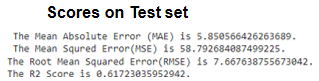 Scores on Test set
The Mean Absolute Error (MAE) is 5.850566426263689.
The Mean Squred Error(MSE) is 58.792684087499225.
The Root Mean Squared Error(RMSE) is 7.667638755673042.
The R2 Score is 0.61723035952942.